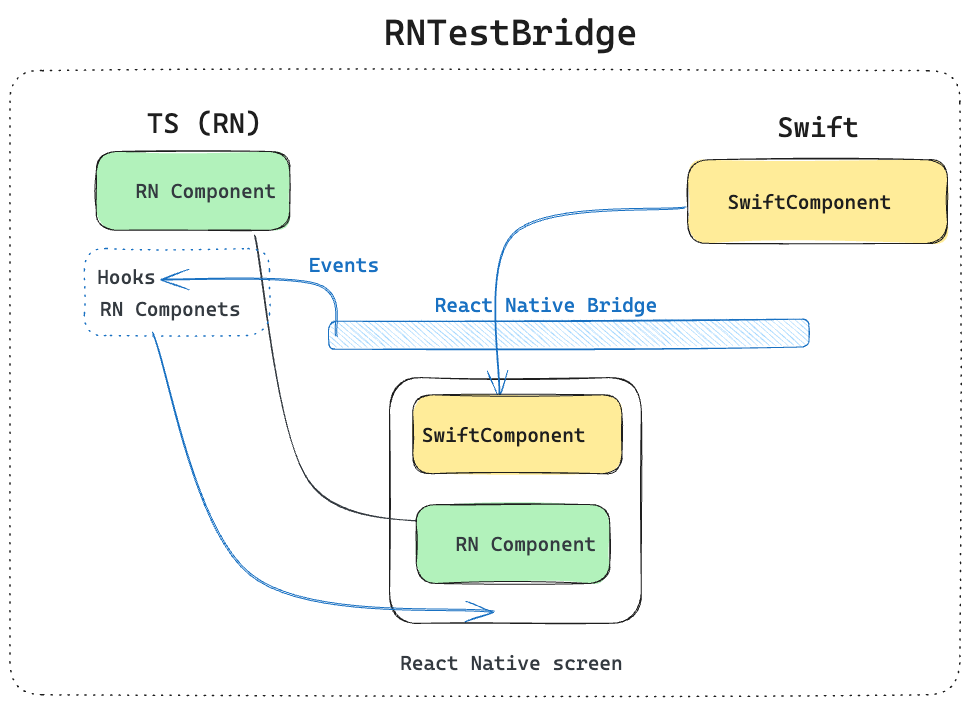 RNTestBridge
TS (RN)
Swift
RN Component
SwiftComponent
Hooks
RN Componets
Events
React Native Bridge
SwiftComponent
RN Component
React Native screen